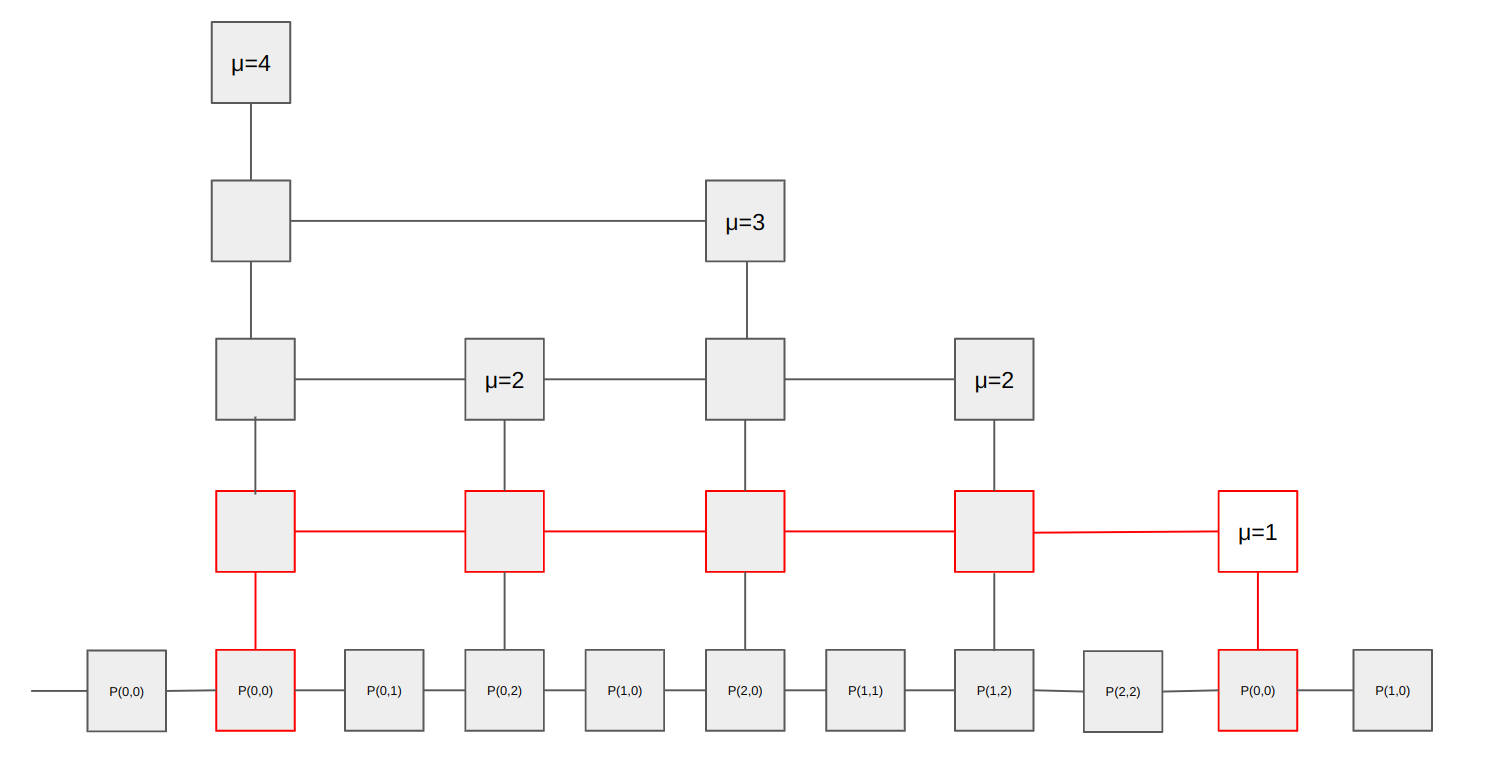 μ=4
μ=3
μ=2
μ=2
μ=1
P(0,0)
P(0,0)
P(0,1)
P(0,2)
P(1,0)
P(2,0)
P(1,1)
P(1,2)
P(2,2)
P(0,0)
P(1,0)